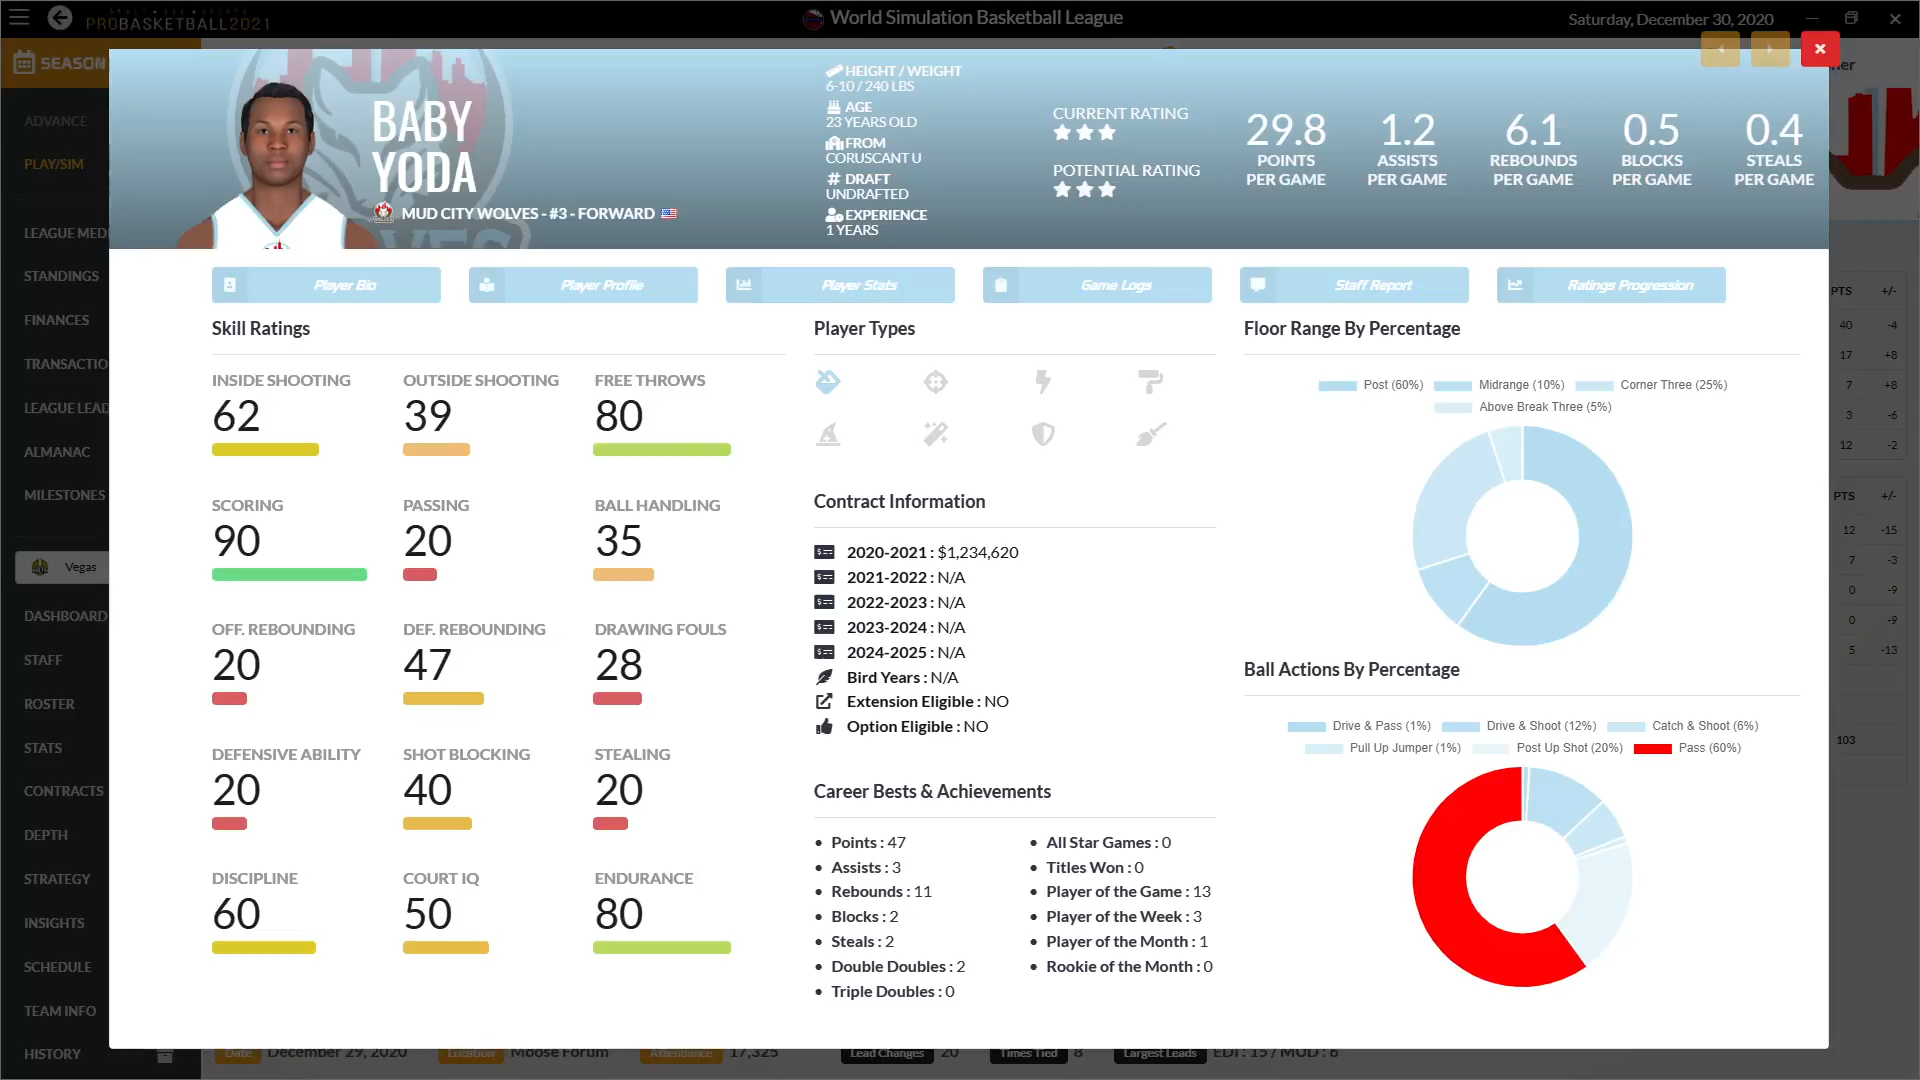 DRAFT DAY SPORTS
PROBASKETBALL2021
World Simulation Basketball League
Saturday, December 30, 2020
SEASON
ADVANCE
PLAY/SIM
LEAGUE MED
STANDINGS
FINANCES
TRANSACTIO
LEAGUE LEAD
ALMANAC
MILESTONES
Vegas
DASHBOARD
STAFF
ROSTER
STATS
CONTRACTS
DEPTH
STRATEGY
INSIGHTS
SCHEDULE
TEAM INFO
HISTORY
BABY
YODA
MUD CITY WOLVES - #3 - FORWARD
HEIGHT / WEIGHT
6-10 / 240 LBS
AGE
23 YEARS OLD
FROM
CORUSCANT U
DRAFT
UNDRAFTED
EXPERIENCE
1 YEARS
CURRENT RATING
POTENTIAL RATING
29.8 1.2 6.1 0.5 0.4
POINTS ASSISTS REBOUNDS BLOCKS STEALS
PER GAME PER GAME PER GAME PER GAME PER GAME
Player Bio Player Profile Player Stats Game Logs Staff Report Ratings Progression
Skill Ratings
INSIDE SHOOTING OUTSIDE SHOOTING FREE THROWS
62 39 80
SCORING PASSING BALL HANDLING
90 20 35
OFF. REBOUNDING DEF. REBOUNDING DRAWING FOULS
20 47 28
DEFENSIVE ABILITY SHOT BLOCKING STEALING
20 40 20
DISCIPLINE COURT IQ ENDURANCE
60 50 80
Player Types
Contract Information
2020-2021 : $1,234,620
2021-2022 : N/A
2022-2023 : N/A
2023-2024 : N/A
2024-2025 : N/A
Bird Years : N/A
Extension Eligible : NO
Option Eligible : NO
Career Bests & Achievements
Points : 47
Assists : 3
Rebounds : 11
Blocks : 2
Steals : 2
Double Doubles : 2
Triple Doubles : 0
All Star Games : 0
Titles Won : 0
Player of the Game : 13
Player of the Week : 3
Player of the Month : 1
Rookie of the Month : 0
Floor Range By Percentage
Post (60%) Midrange (10%) Corner Three (25%)
Above Break Three (5%)
Ball Actions By Percentage
Drive & Pass (1%) Drive & Shoot (12%) Catch & Shoot (6%)
Pull Up Jumper (1%) Post Up Shot (20%) Pass (60%)
PTS +/-
40 -4
17 +8
7 +8
3 -6
12 -2
PTS +/-
12 -15
7 -3
0 -9
0 -9
5 -13
103
Date December 29, 2020 Location Moose Forum Attendance 17,325 Lead Changes 20 Times Tied 8 Largest Leads EDT : 15 / MUD : 6